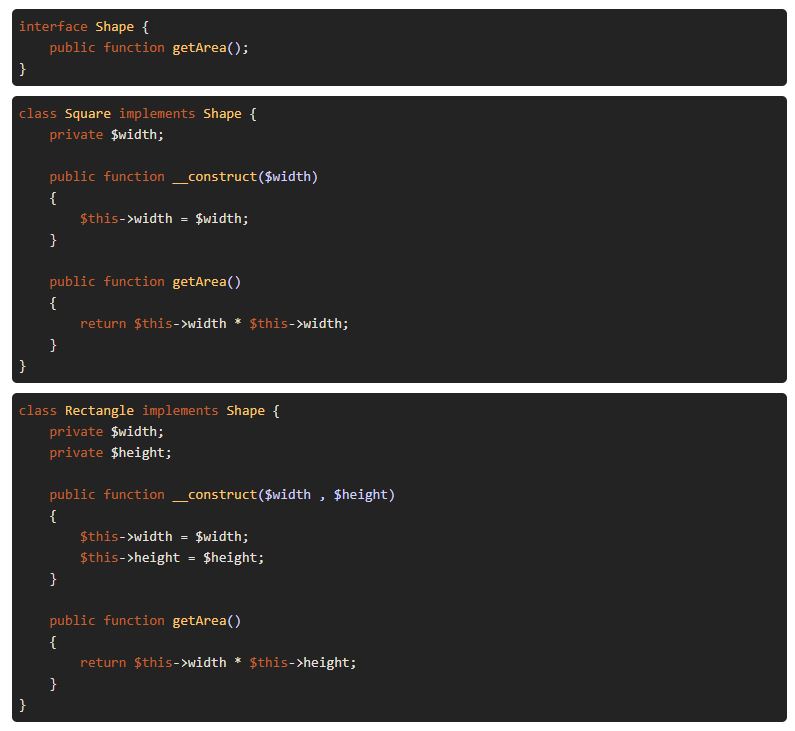 interface Shape {
    public function getArea();
}
class Square implements Shape {
    private $width;
    public function __construct($width)
    {
        $this->width = $width;
    }
    public function getArea()
    {
        return $this->width * $this->width;
    }
}
class Rectangle implements Shape {
    private $width;
    private $height;
    public function __construct($width , $height)
    {
        $this->width = $width;
        $this->height = $height;
    }
    public function getArea()
    {
        return $this->width * $this->height;
    }
}